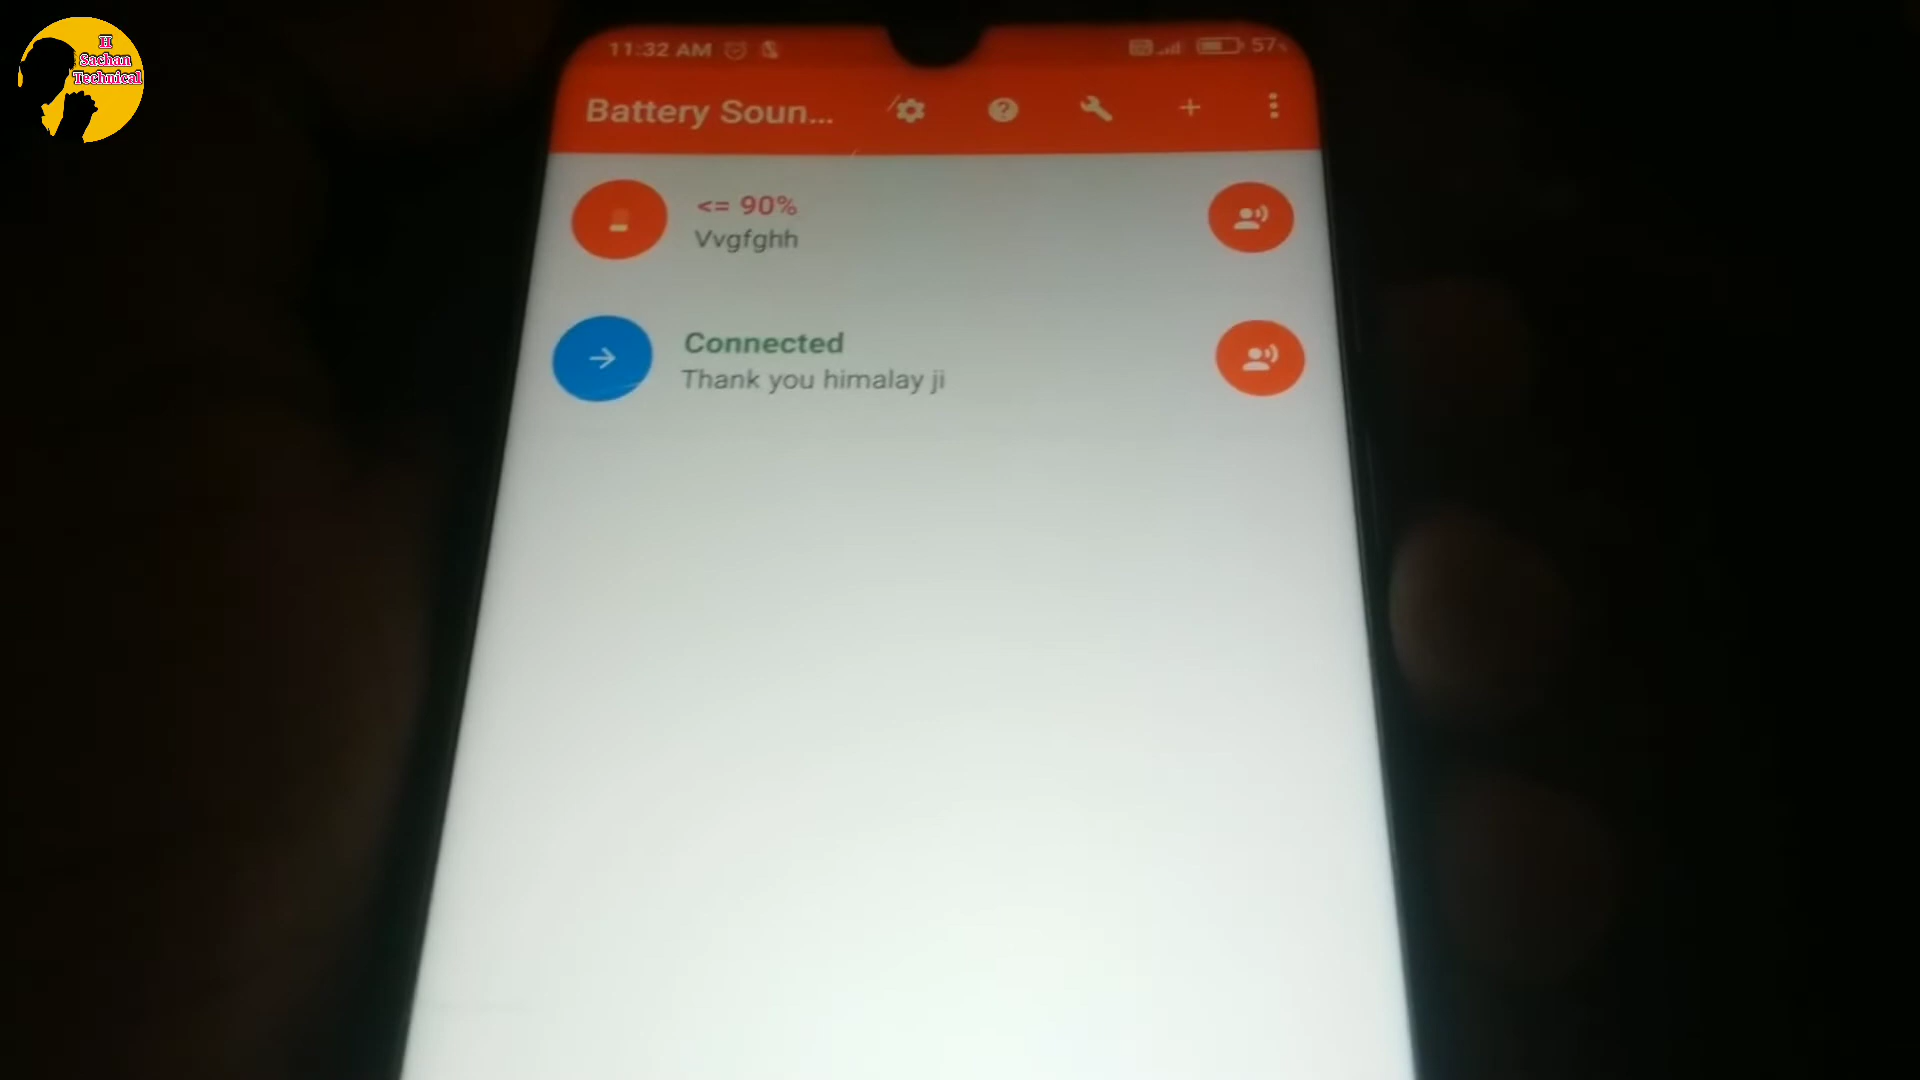 H
Sachan
Technical
11:32 AM
57%
Battery Soun...
<= 90%
Vvgfghh
Connected
Thank you himalay ji